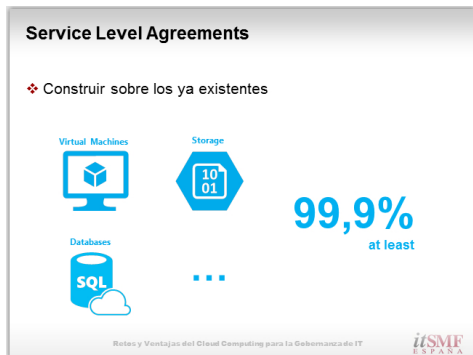 Service Level Agreements
❖ Construir sobre los ya existentes
Virtual Machines
Storage
10
01
99,9%
at least
Databases
SQL
...
Retos y Ventajas del Cloud Computing para la Gobernanza de IT
itSMF
ESPAÑA